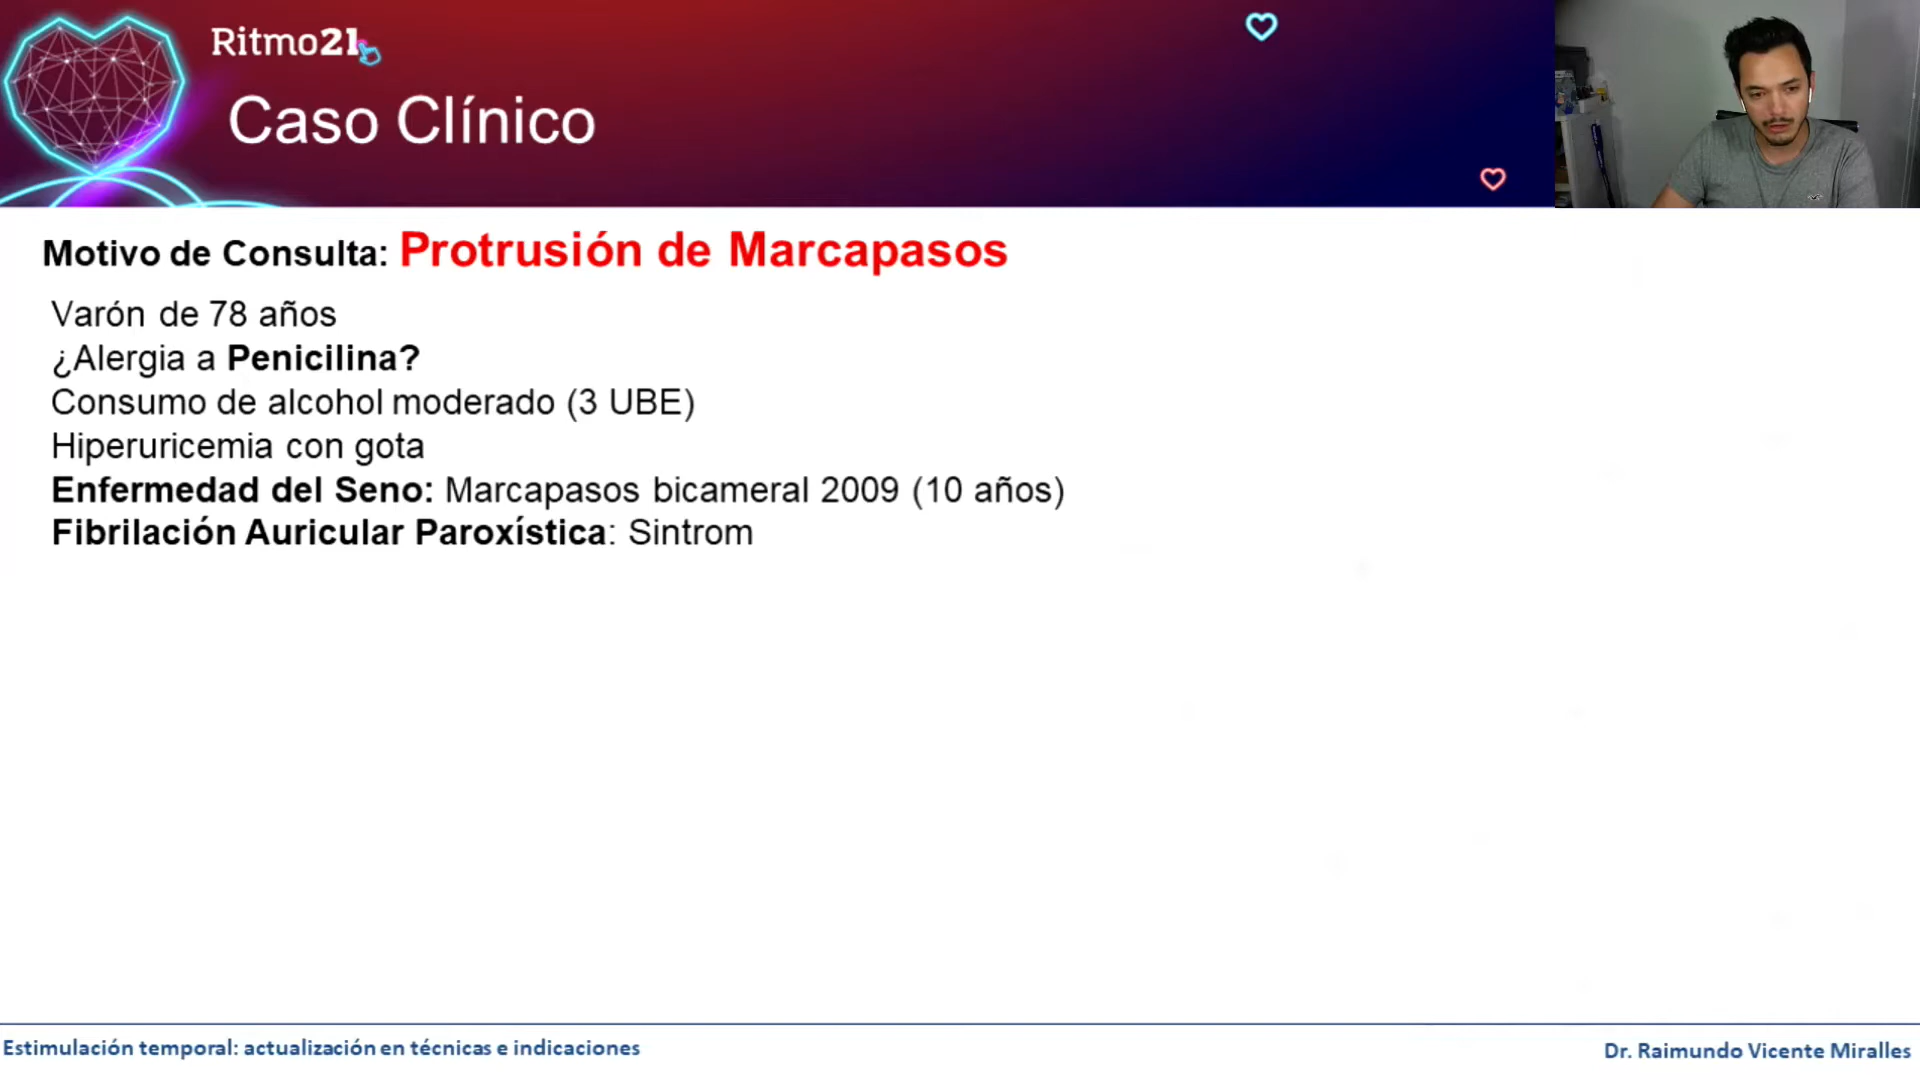 Ritmo21
Caso Clínico
Motivo de Consulta: Protrusión de Marcapasos
Varón de 78 años
¿Alergia a Penicilina?
Consumo de alcohol moderado (3 UBE)
Hiperuricemia con gota
Enfermedad del Seno: Marcapasos bicameral 2009 (10 años)
Fibrilación Auricular Paroxística: Sintrom
Estimulación temporal: actualización en técnicas e indicaciones
Dr. Raimundo Vicente Miralles